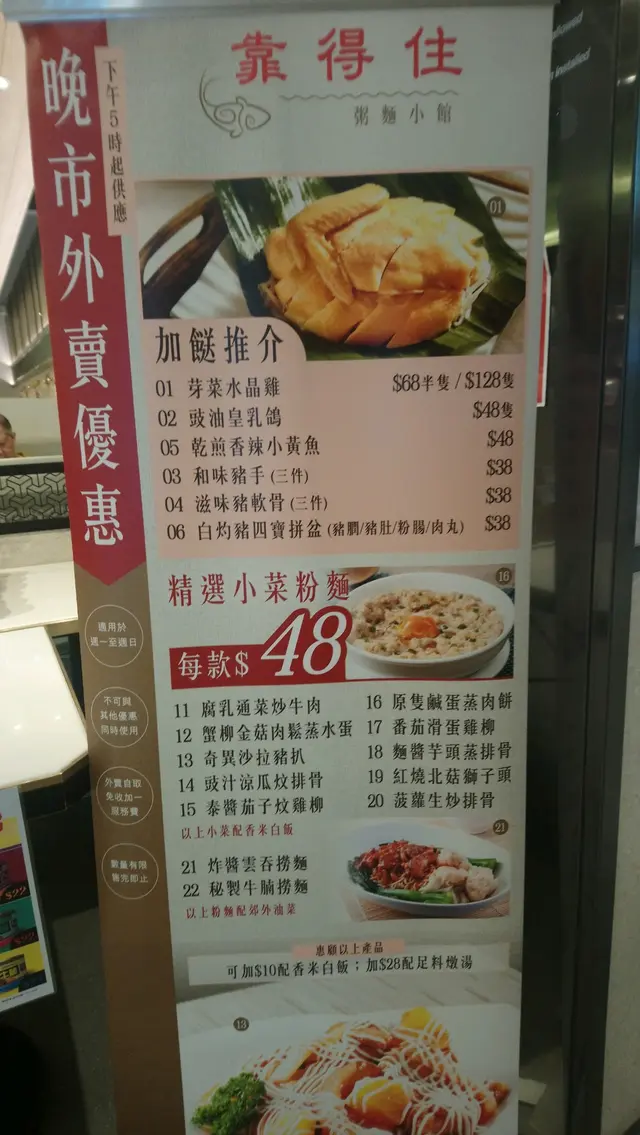 靠得住
粥麵小館
晚市外賣優惠
下午5時起供應
01
加餸推介
01 芽菜水晶雞 $68半隻 / $128隻
02 豉油皇乳鴿 $48隻
05 乾煎香辣小黃魚 $48
03 和味豬手 (三件) $38
04 滋味豬軟骨 (三件) $38
06 白灼豬四寶拼盆 (豬膶/豬肚/粉腸/肉丸) $38
精選小菜粉麵
每款$ 48
16
11 腐乳通菜炒牛肉
12 蟹柳金菇肉鬆蒸水蛋
13 奇異沙拉豬扒
14 豉汁涼瓜炆排骨
15 泰醬茄子炆雞柳
以上小菜配香米白飯
16 原隻鹹蛋蒸肉餅
17 番茄滑蛋雞柳
18 麵醬芋頭蒸排骨
19 紅燒北菇獅子頭
20 菠蘿生炒排骨
21 炸醬雲吞撈麵
22 秘製牛腩撈麵
以上粉麵配郊外油菜
21
惠顧以上產品
可加$10配香米白飯；加$28配足料燉湯
13
適用於
週一至週日
不可與
其他優惠
同時使用
外賣自取
免收加一
服務費
數量有限
售完即止
$22